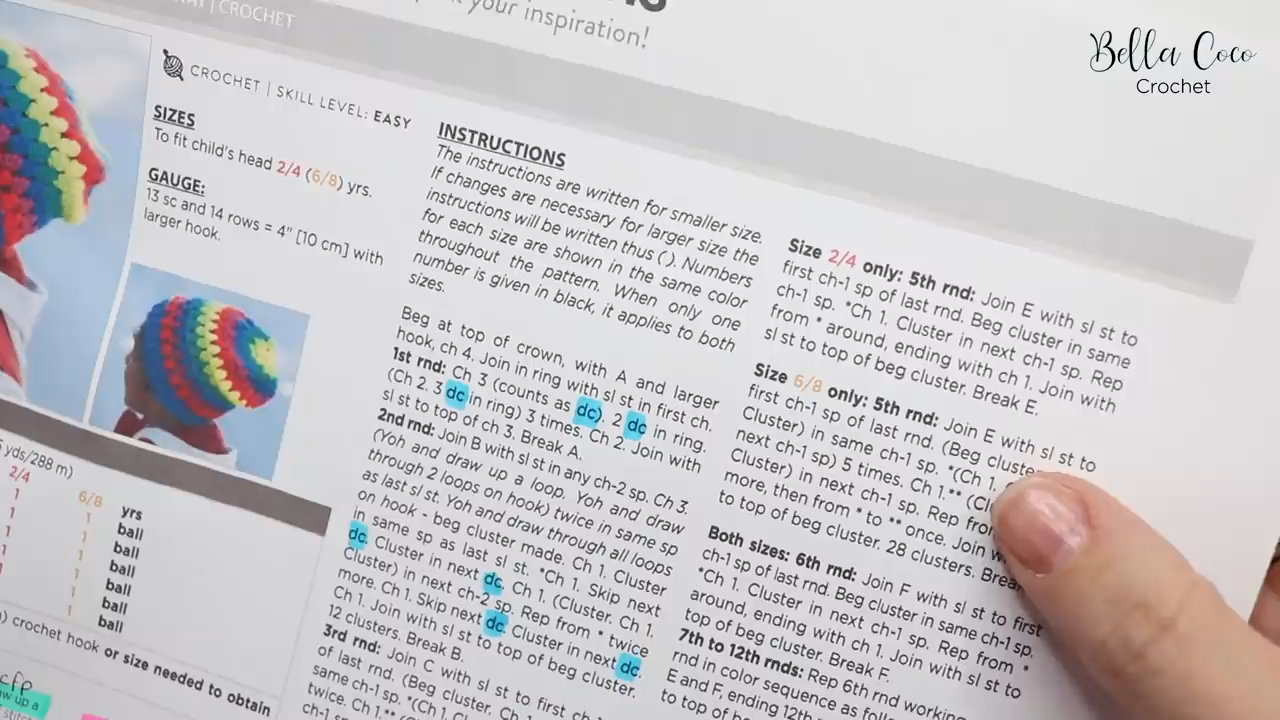 your inspiration!
CROCHET
Bella Coco
Crochet
CROCHET | SKILL LEVEL: EASY
SIZES
To fit child's head 2/4 (6/8) yrs.
GAUGE:
13 sc and 14 rows = 4" [10 cm] with
larger hook.
yds/288 m)
2/4 6/8 yrs
1 1 ball
1 1 ball
1 1 ball
1 1 ball
1 ball
1 ball
crochet hook or size needed to obtain
INSTRUCTIONS
The instructions are written for smaller size.
If changes are necessary for larger size the
instructions will be written thus ( ). Numbers
for each size are shown in the same color
throughout the pattern. When only one
number is given in black, it applies to both
sizes.
Beg at top of crown, with A and larger
hook, ch 4. Join in ring with sl st in first ch.
1st rnd: Ch 3 (counts as dc). 2 dc in ring.
(Ch 2. 3 dc in ring) 3 times. Ch 2. Join with
sl st to top of ch 3. Break A.
2nd rnd: Join B with sl st in any ch-2 sp. Ch 3.
(Yoh and draw up a loop. Yoh and draw
through 2 loops on hook) twice in same sp
as last sl st. Yoh and draw through all loops
on hook - beg cluster made. Ch 1. Cluster
in same sp as last sl st. *Ch 1. Skip next
dc. Cluster in next dc. Ch 1. (Cluster. Ch 1.
Cluster) in next ch-2 sp. Rep from * twice
more. Ch 1. Skip next dc. Cluster in next dc.
Ch 1. Join with sl st to top of beg cluster.
12 clusters. Break B.
3rd rnd: Join C with sl st to first ch-
of last rnd. (Beg cluster. Ch 1.
same ch-1 sp. *(Ch 1. Cl
twice. Ch 1.** (
ch-1 s
Size 2/4 only: 5th rnd: Join E with sl st to
first ch-1 sp of last rnd. Beg cluster in same
ch-1 sp. *Ch 1. Cluster in next ch-1 sp. Rep
from * around, ending with ch 1. Join with
sl st to top of beg cluster. Break E.
Size 6/8 only: 5th rnd: Join E with sl st to
first ch-1 sp of last rnd. (Beg cluster
Cluster) in same ch-1 sp. *(Ch 1. C
next ch-1 sp) 5 times. Ch 1.** (Cl
Cluster) in next ch-1 sp. Rep from
more, then from * to ** once. Join w
to top of beg cluster. 28 clusters. Break
Both sizes: 6th rnd: Join F with sl st to first
ch-1 sp of last rnd. Beg cluster in same ch-1 sp.
*Ch 1. Cluster in next ch-1 sp. Rep from *
around, ending with ch 1. Join with sl st to
top of beg cluster. Break F.
7th to 12th rnds: Rep 6th rnd working
rnd in color sequence as follo
E and F, ending 12th
to top of be